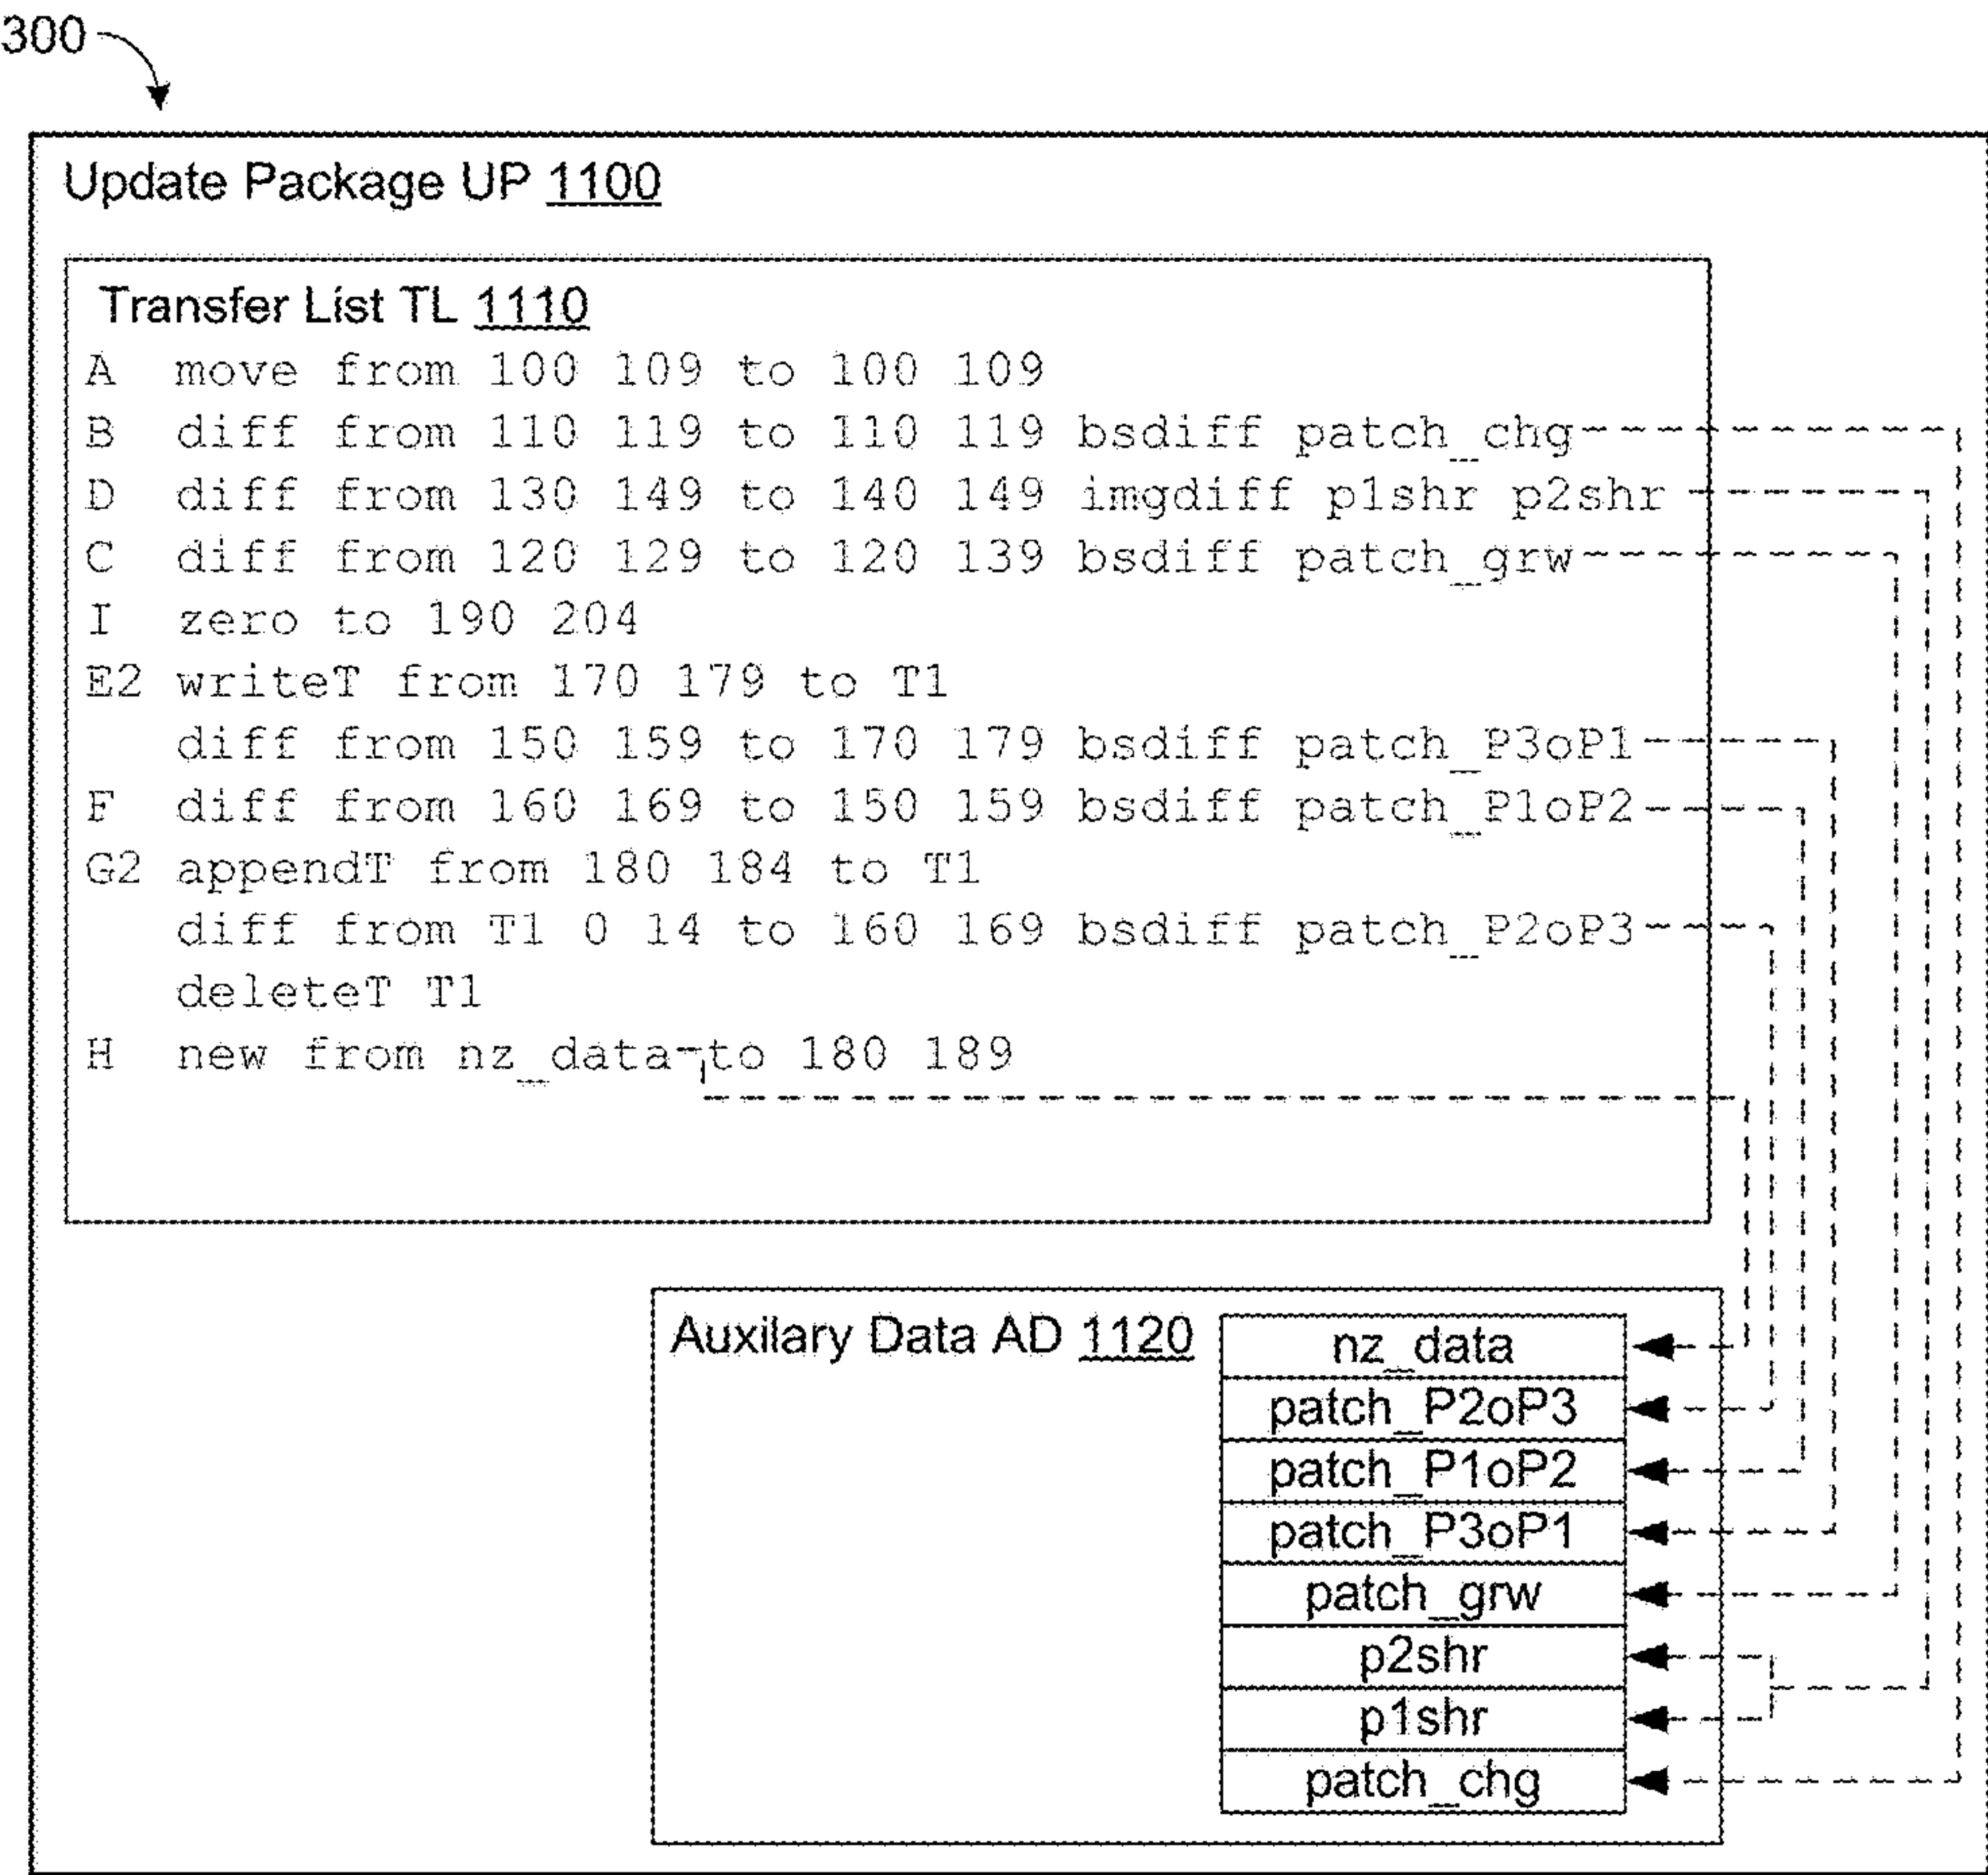 300
Update Package UP 1100
Transfer List TL 1110
A move from 100 109 to 100 109
B diff from 110 119 to 110 119 bsdiff patch_chg
D diff from 130 149 to 140 149 imgdiff p1shr p2shr
C diff from 120 129 to 120 139 bsdiff patch_grw
I zero to 190 204
E2 writeT from 170 179 to T1
diff from 150 159 to 170 179 bsdiff patch_P3oP1
F diff from 160 169 to 150 159 bsdiff patch_P1oP2
G2 appendT from 180 184 to T1
diff from T1 0 14 to 160 169 bsdiff patch_P2oP3
deleteT T1
H new from nz_data to 180 189
Auxilary Data AD 1120
nz_data
patch_P2oP3
patch_P1oP2
patch_P3oP1
patch_grw
p2shr
p1shr
patch_chg